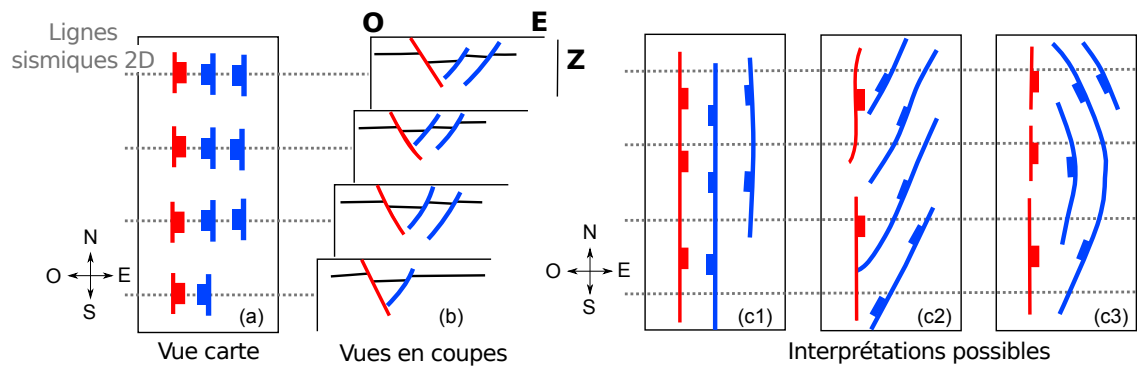 Lignes
sismiques 2D
O
E
Z
N
O E
S
(a)
(b)
N
O E
S
(c1)
(c2)
(c3)
Vue carte
Vues en coupes
Interprétations possibles